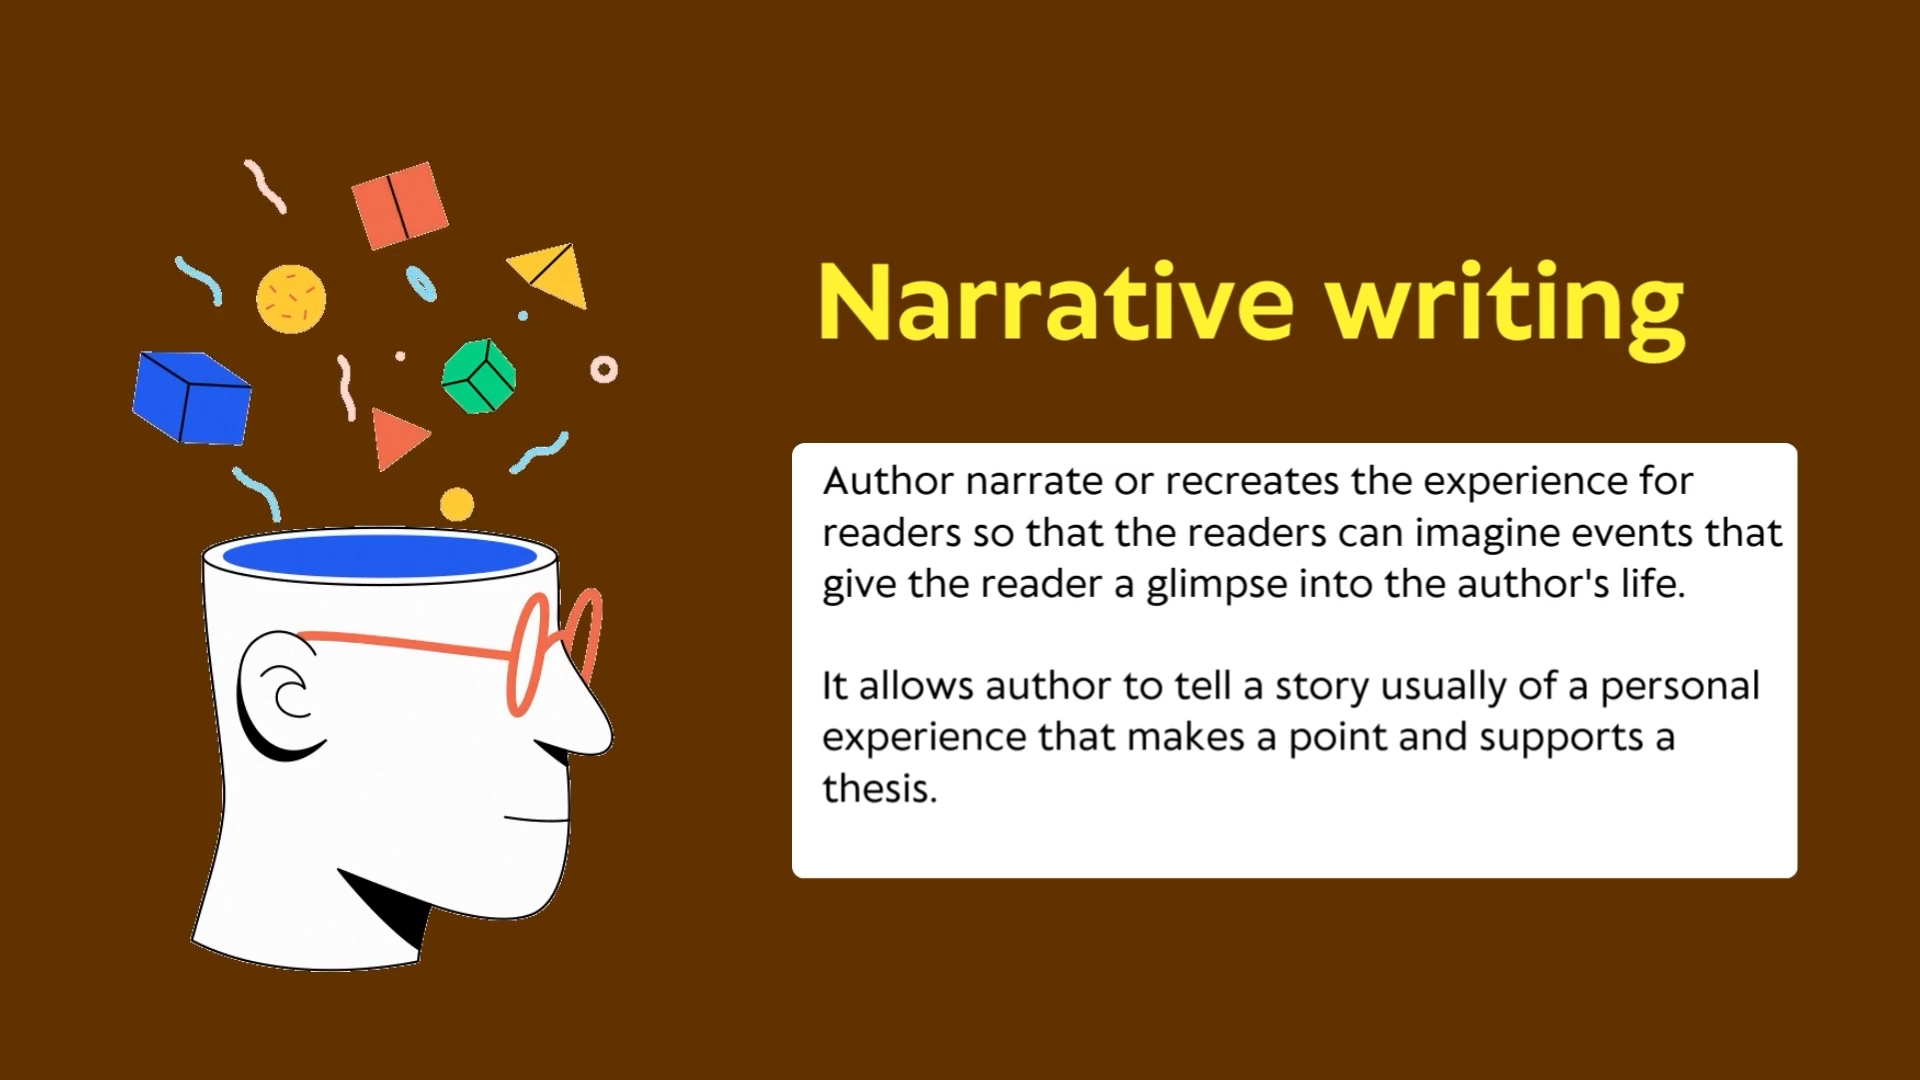 Narrative writing
Author narrate or recreates the experience for
readers so that the readers can imagine events that
give the reader a glimpse into the author's life.
It allows author to tell a story usually of a personal
experience that makes a point and supports a
thesis.